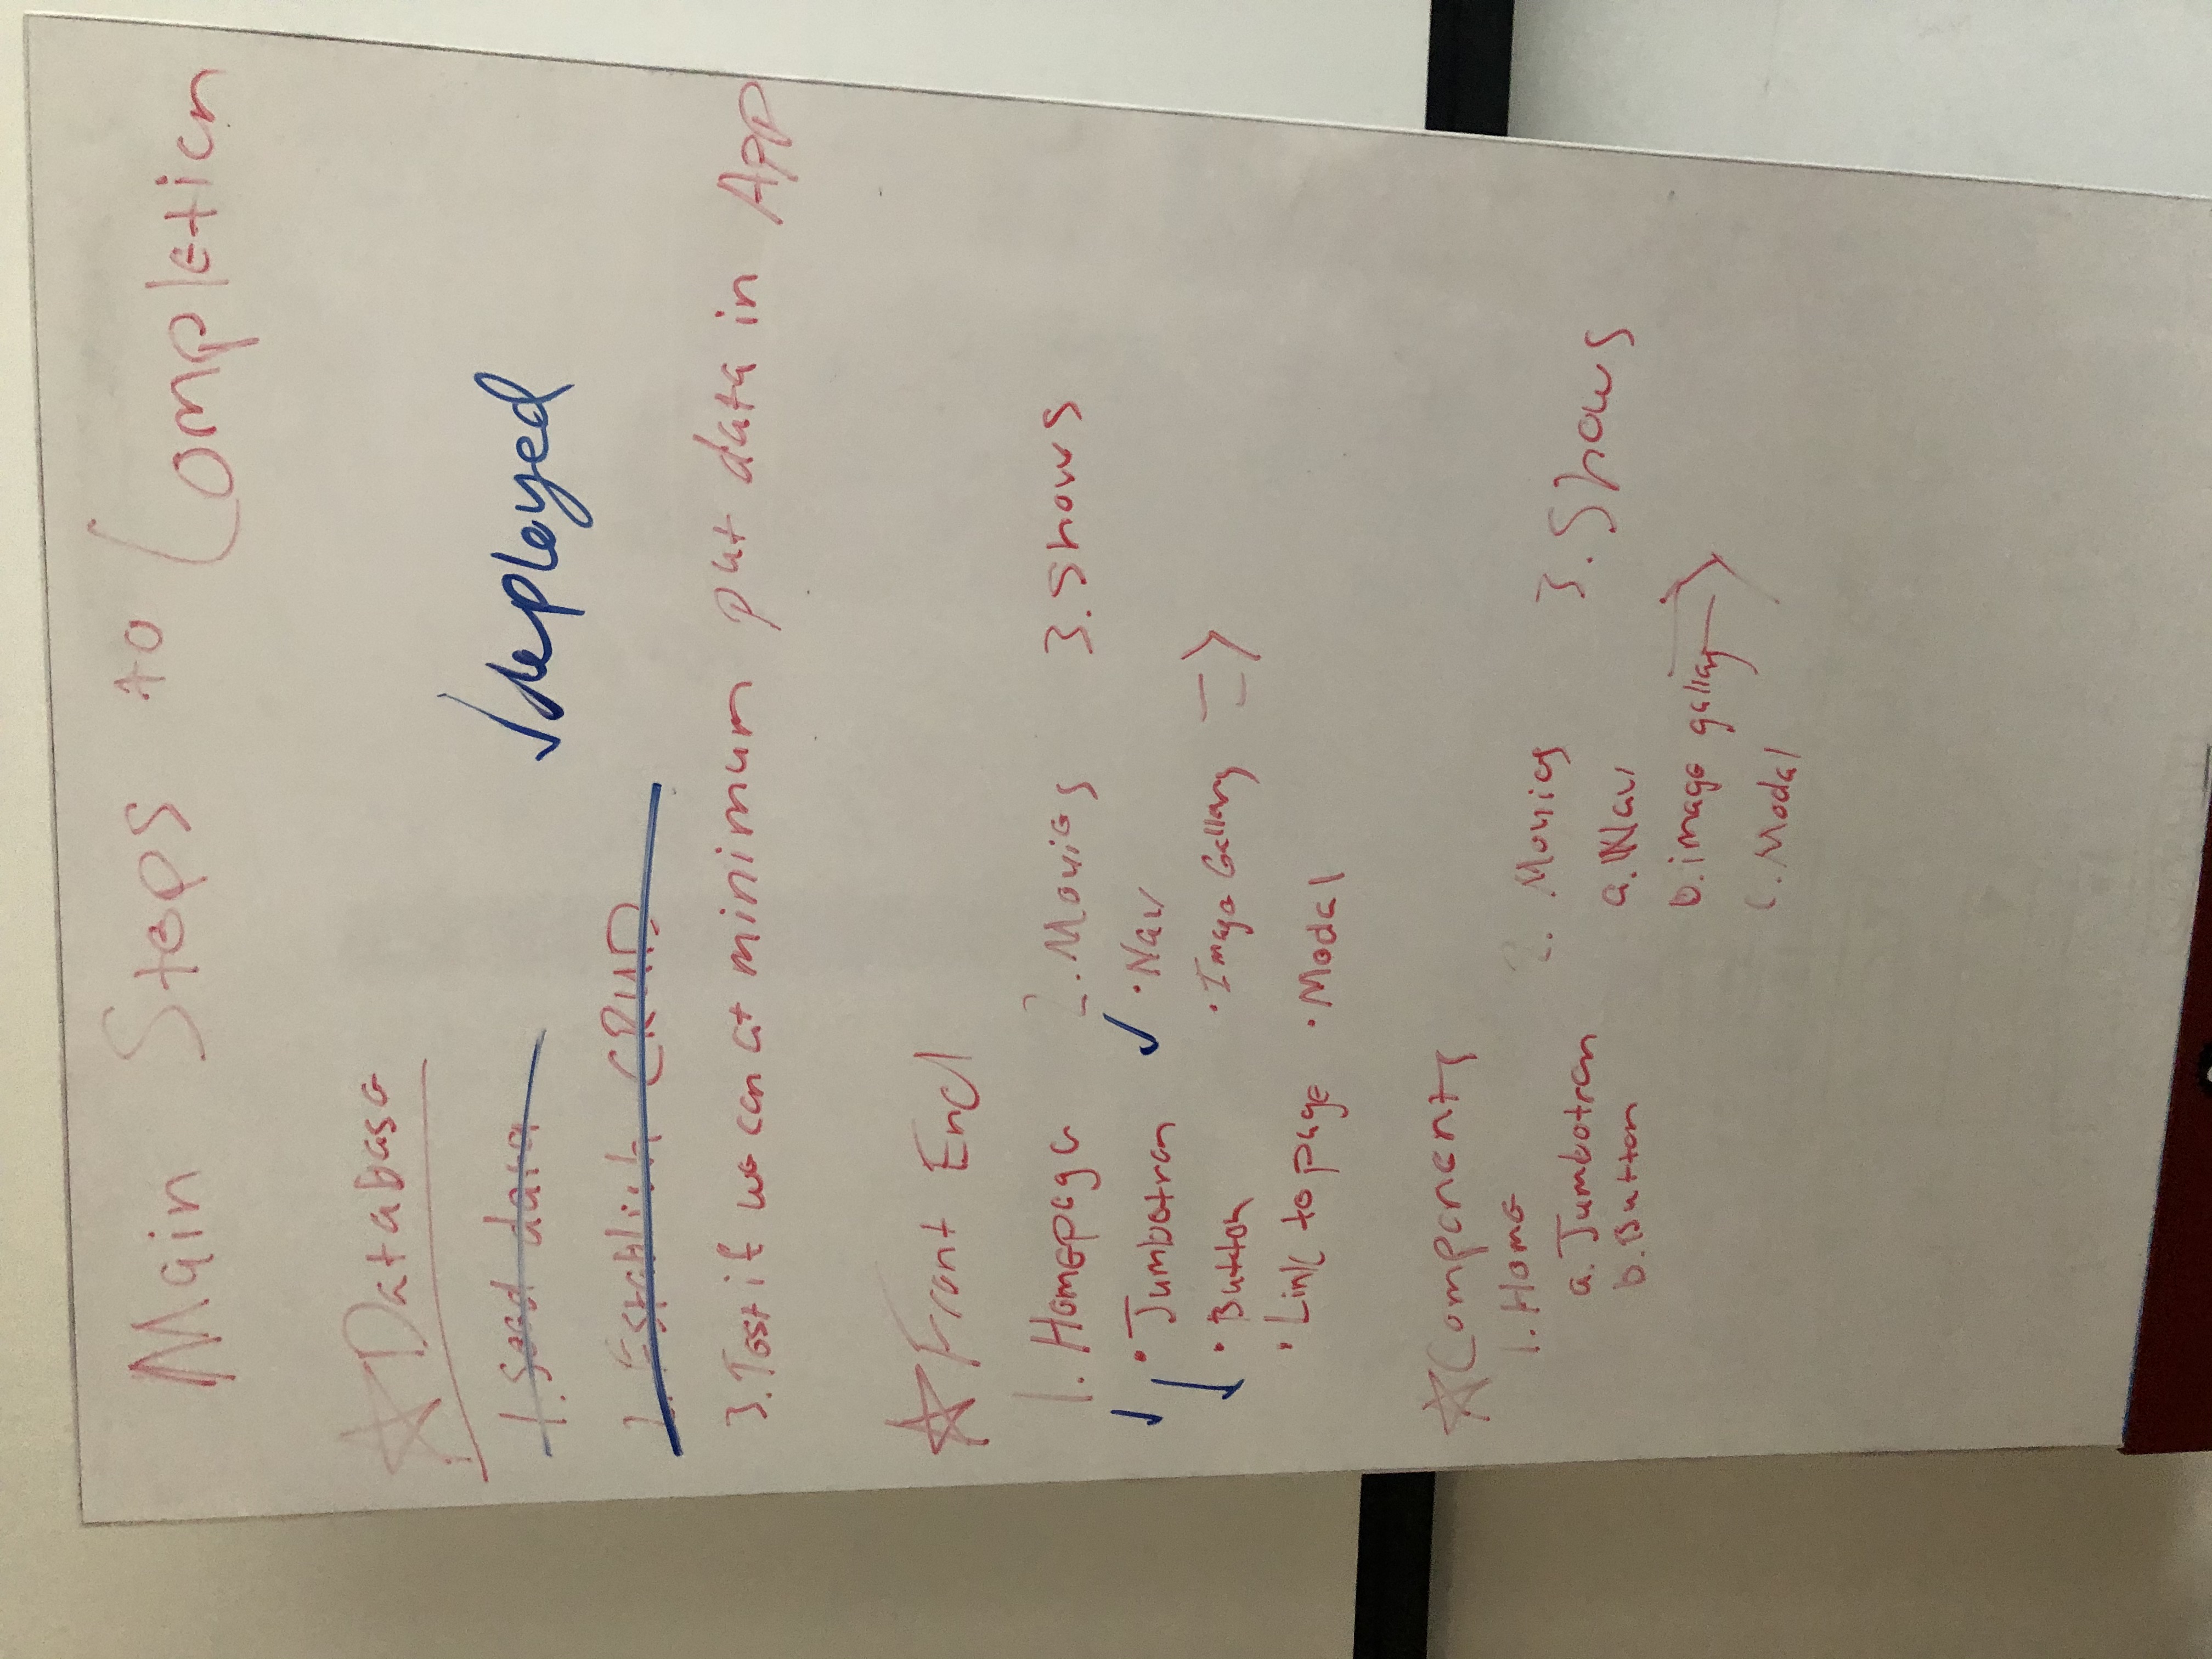 Main Steps to Completion
Database
1. Seed data
✓deployed
2. Establish CRUD
3. Test if we can at minimum put data in App
Front End
1. Homepage 2. Movies 3. Shows
✓ • Jumbotron ✓ • Nav
✓ • Button • Image Gallery =>
• Link to page • Modal
Components
1. Home 2. Movies 3. Shows
a. Jumbotron a. Nav
b. Button b. image gallery =>
c. Modal